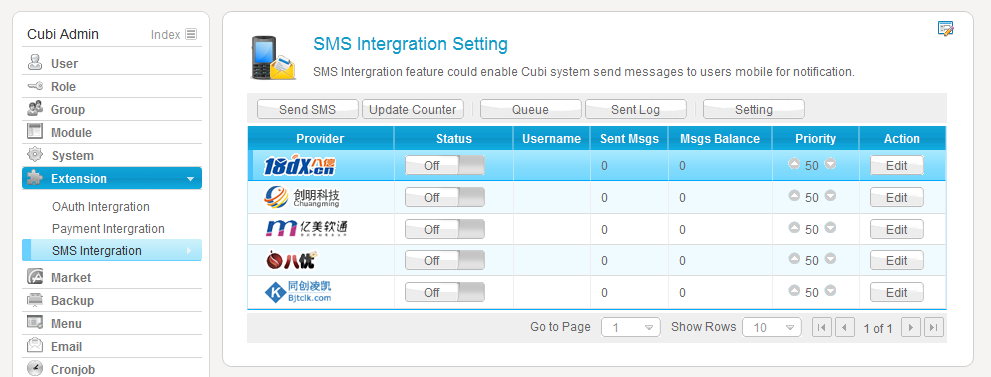 Cubi Admin
Index
User
Role
Group
Module
System
Extension
OAuth Intergration
Payment Intergration
SMS Intergration
Market
Backup
Menu
Email
Cronjob
SMS Intergration Setting
SMS Intergration feature could enable Cubi system send messages to users mobile for notification.
Send SMS Update Counter Queue Sent Log Setting
Provider Status Username Sent Msgs Msgs Balance Priority Action
18dx八信.cn Off 0 0 50 Edit
创明科技 Chuangming Off 0 0 50 Edit
m 亿美软通 Off 0 0 50 Edit
八优 Off 0 0 50 Edit
K 同创凌凯 Bjtclk.com Off 0 0 50 Edit
Go to Page 1 Show Rows 10 1 of 1